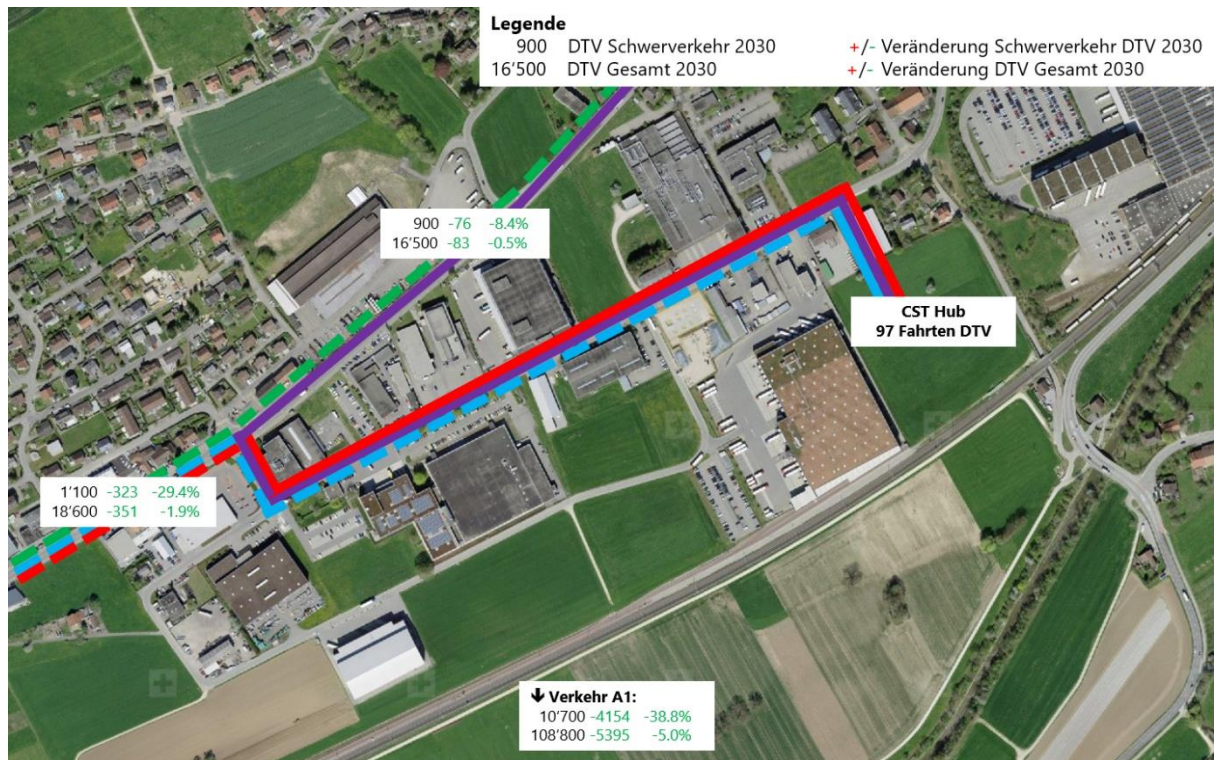 Legende
900 DTV Schwerverkehr 2030 +/- Veränderung Schwerverkehr DTV 2030
16'500 DTV Gesamt 2030 +/- Veränderung DTV Gesamt 2030
900 -76 -8.4%
16'500 -83 -0.5%
CST Hub
97 Fahrten DTV
1'100 -323 -29.4%
18'600 -351 -1.9%
🡻 Verkehr A1:
10'700 -4154 -38.8%
108'800 -5395 -5.0%